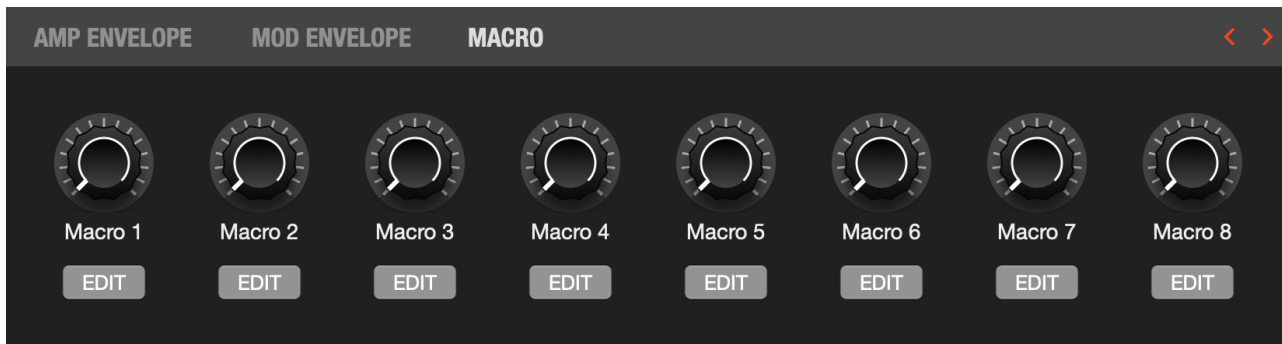 AMP ENVELOPE MOD ENVELOPE MACRO
Macro 1 Macro 2 Macro 3 Macro 4 Macro 5 Macro 6 Macro 7 Macro 8
EDIT EDIT EDIT EDIT EDIT EDIT EDIT EDIT